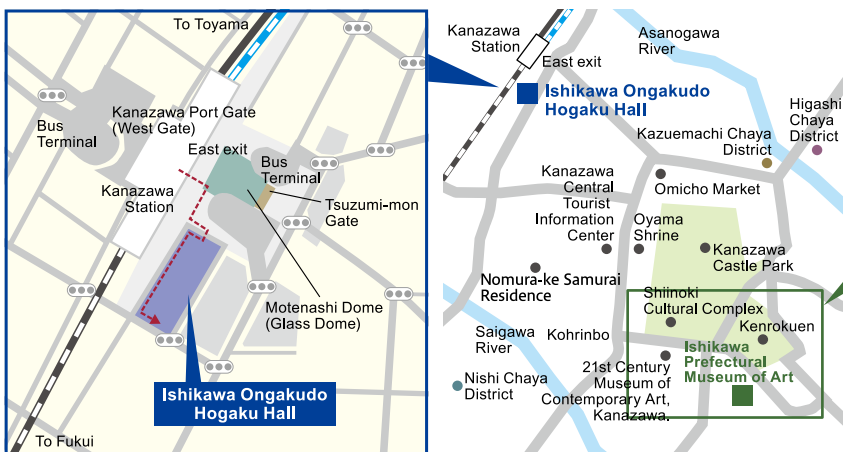 To Toyama
Kanazawa Port Gate
(West Gate)
Bus
Terminal
East exit
Bus
Terminal
Kanazawa
Station
Tsuzumi-mon
Gate
Motenashi Dome
(Glass Dome)
Ishikawa Ongakudo
Hogaku Hall
To Fukui
Kanazawa
Station
East exit
Asanogawa
River
Ishikawa Ongakudo
Hogaku Hall
Higashi
Chaya
District
Kazuemachi Chaya
District
Kanazawa
Central
Tourist
Information
Center
Omicho Market
Oyama
Shrine
Kanazawa
Castle Park
Nomura-ke Samurai
Residence
Shiinoki
Cultural Complex
Kenrokuen
Saigawa
River
Kohrinbo
Ishikawa
Prefectural
Museum of Art
21st Century
Museum of
Contemporary Art,
Kanazawa.
Nishi Chaya
District